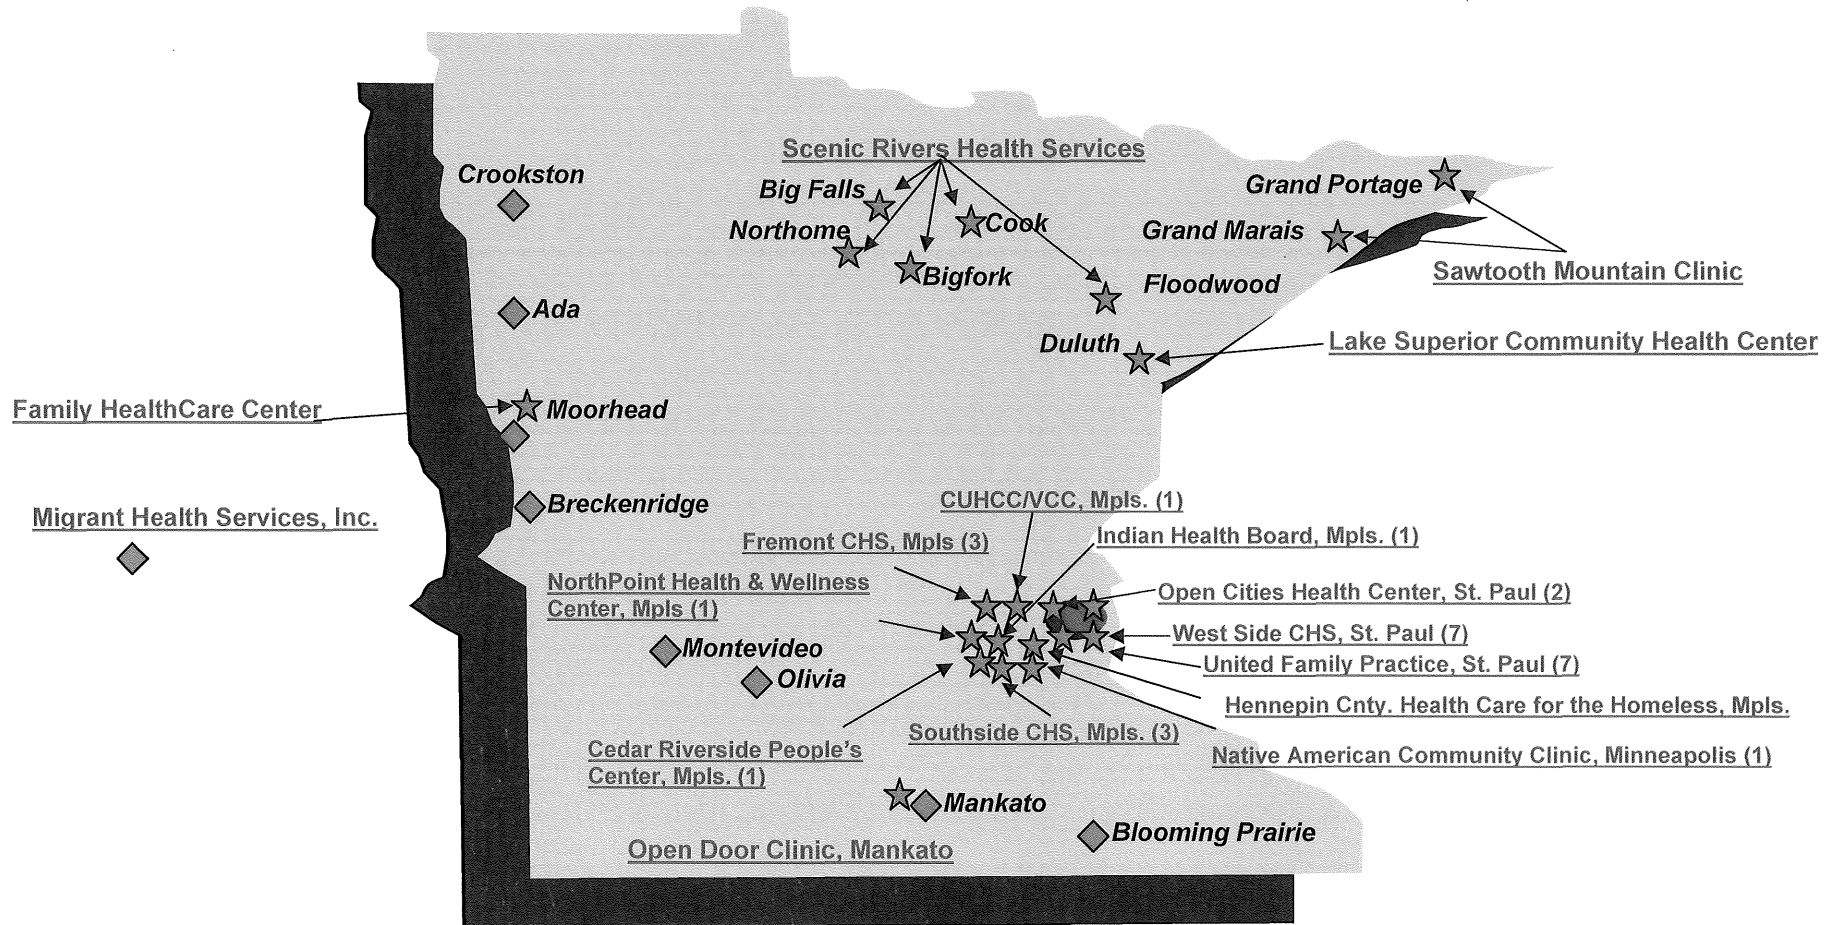 Scenic Rivers Health Services
Crookston
Big Falls
Grand Portage
Northome
Cook
Grand Marais
Bigfork
Floodwood
Sawtooth Mountain Clinic
Ada
Duluth
Lake Superior Community Health Center
Family HealthCare Center
Moorhead
Migrant Health Services, Inc.
Breckenridge
CUHCC/VCC, Mpls. (1)
Fremont CHS, Mpls (3)
Indian Health Board, Mpls. (1)
NorthPoint Health & Wellness
Center, Mpls (1)
Open Cities Health Center, St. Paul (2)
West Side CHS, St. Paul (7)
United Family Practice, St. Paul (7)
Montevideo
Olivia
Hennepin Cnty. Health Care for the Homeless, Mpls.
Southside CHS, Mpls. (3)
Native American Community Clinic, Minneapolis (1)
Cedar Riverside People's
Center, Mpls. (1)
Mankato
Blooming Prairie
Open Door Clinic, Mankato